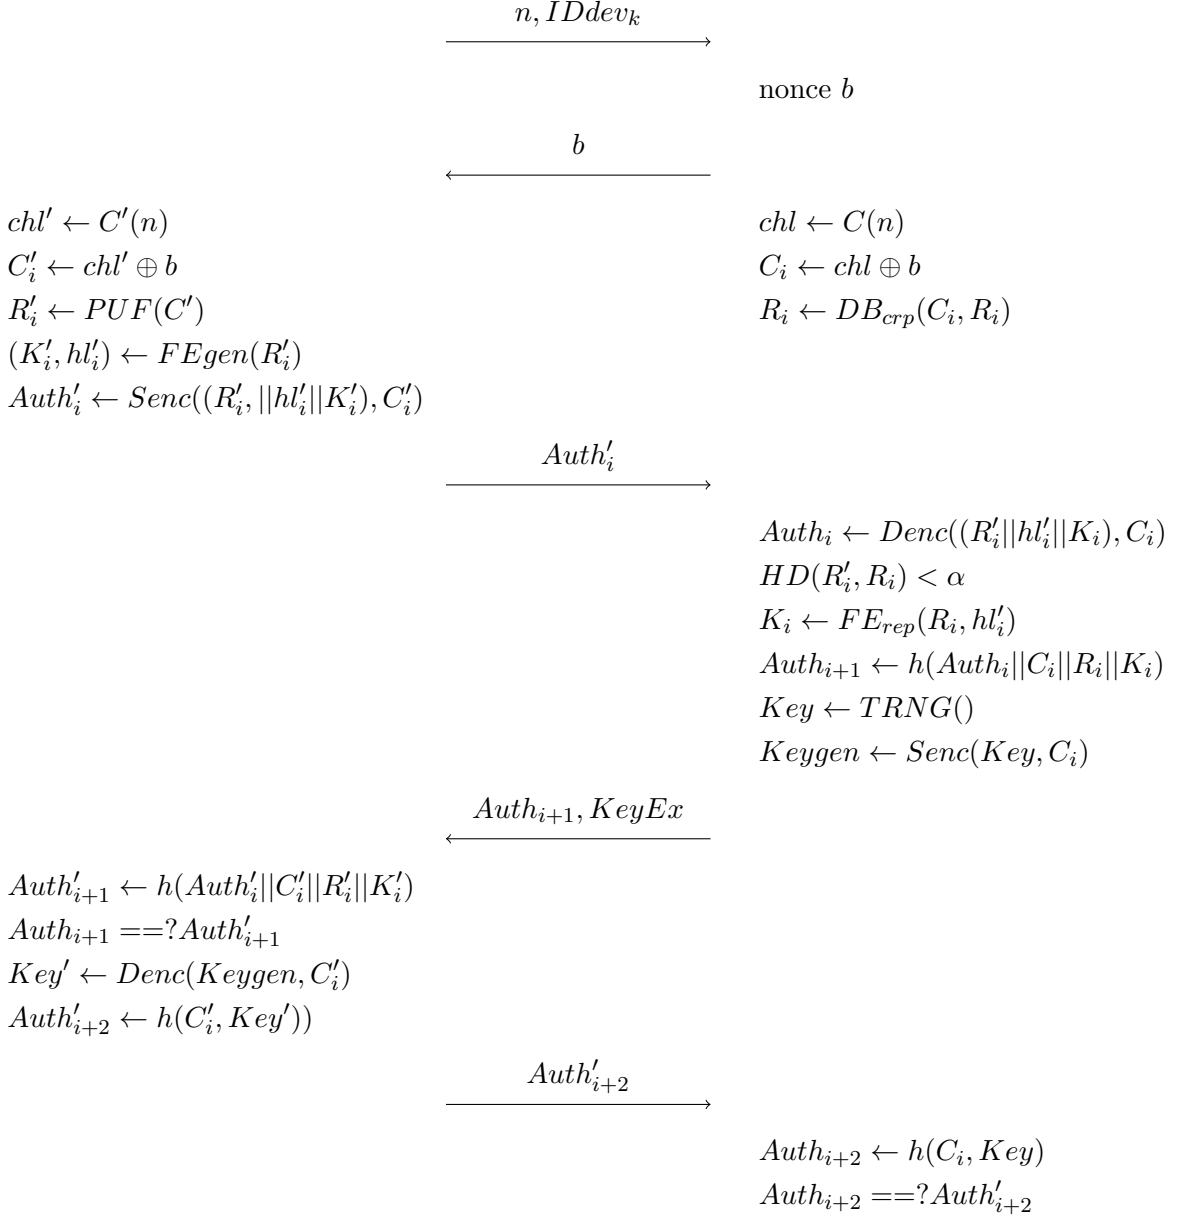 n, IDdev_k
nonce b
b
chl' ← C'(n)
C'_i ← chl' ⊕ b
R'_i ← PUF(C')
(K'_i, hl'_i) ← FEgen(R'_i)
Auth'_i ← Senc((R'_i, ||hl'_i||K'_i), C'_i)
chl ← C(n)
C_i ← chl ⊕ b
R_i ← DB_crp(C_i, R_i)
Auth'_i
Auth_i ← Denc((R'_i||hl'_i||K_i), C_i)
HD(R'_i, R_i) < α
K_i ← FE_rep(R_i, hl'_i)
Auth_{i+1} ← h(Auth_i||C_i||R_i||K_i)
Key ← TRNG()
Keygen ← Senc(Key, C_i)
Auth_{i+1}, KeyEx
Auth'_{i+1} ← h(Auth'_i||C'_i||R'_i||K'_i)
Auth_{i+1} ==?Auth'_{i+1}
Key' ← Denc(Keygen, C'_i)
Auth'_{i+2} ← h(C'_i, Key'))
Auth'_{i+2}
Auth_{i+2} ← h(C_i, Key)
Auth_{i+2} ==?Auth'_{i+2}